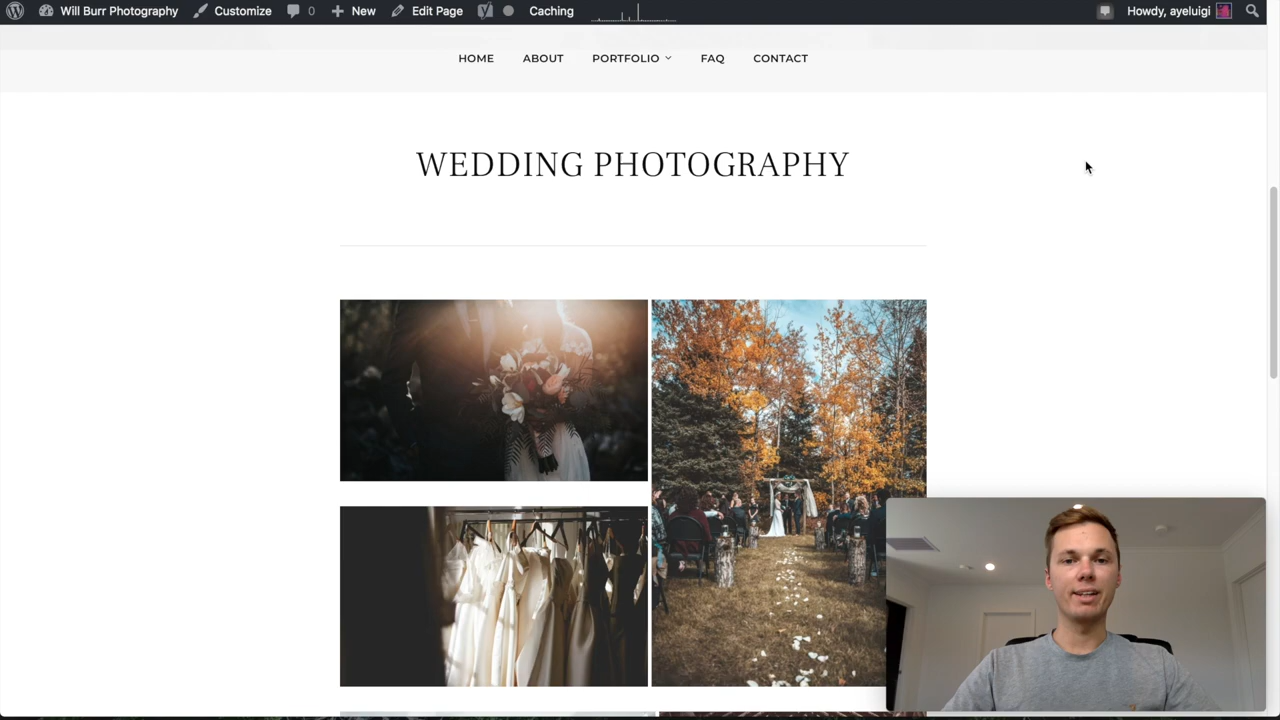 Will Burr Photography Customize 0 New Edit Page Caching Howdy, ayeluigi
HOME ABOUT PORTFOLIO FAQ CONTACT
WEDDING PHOTOGRAPHY